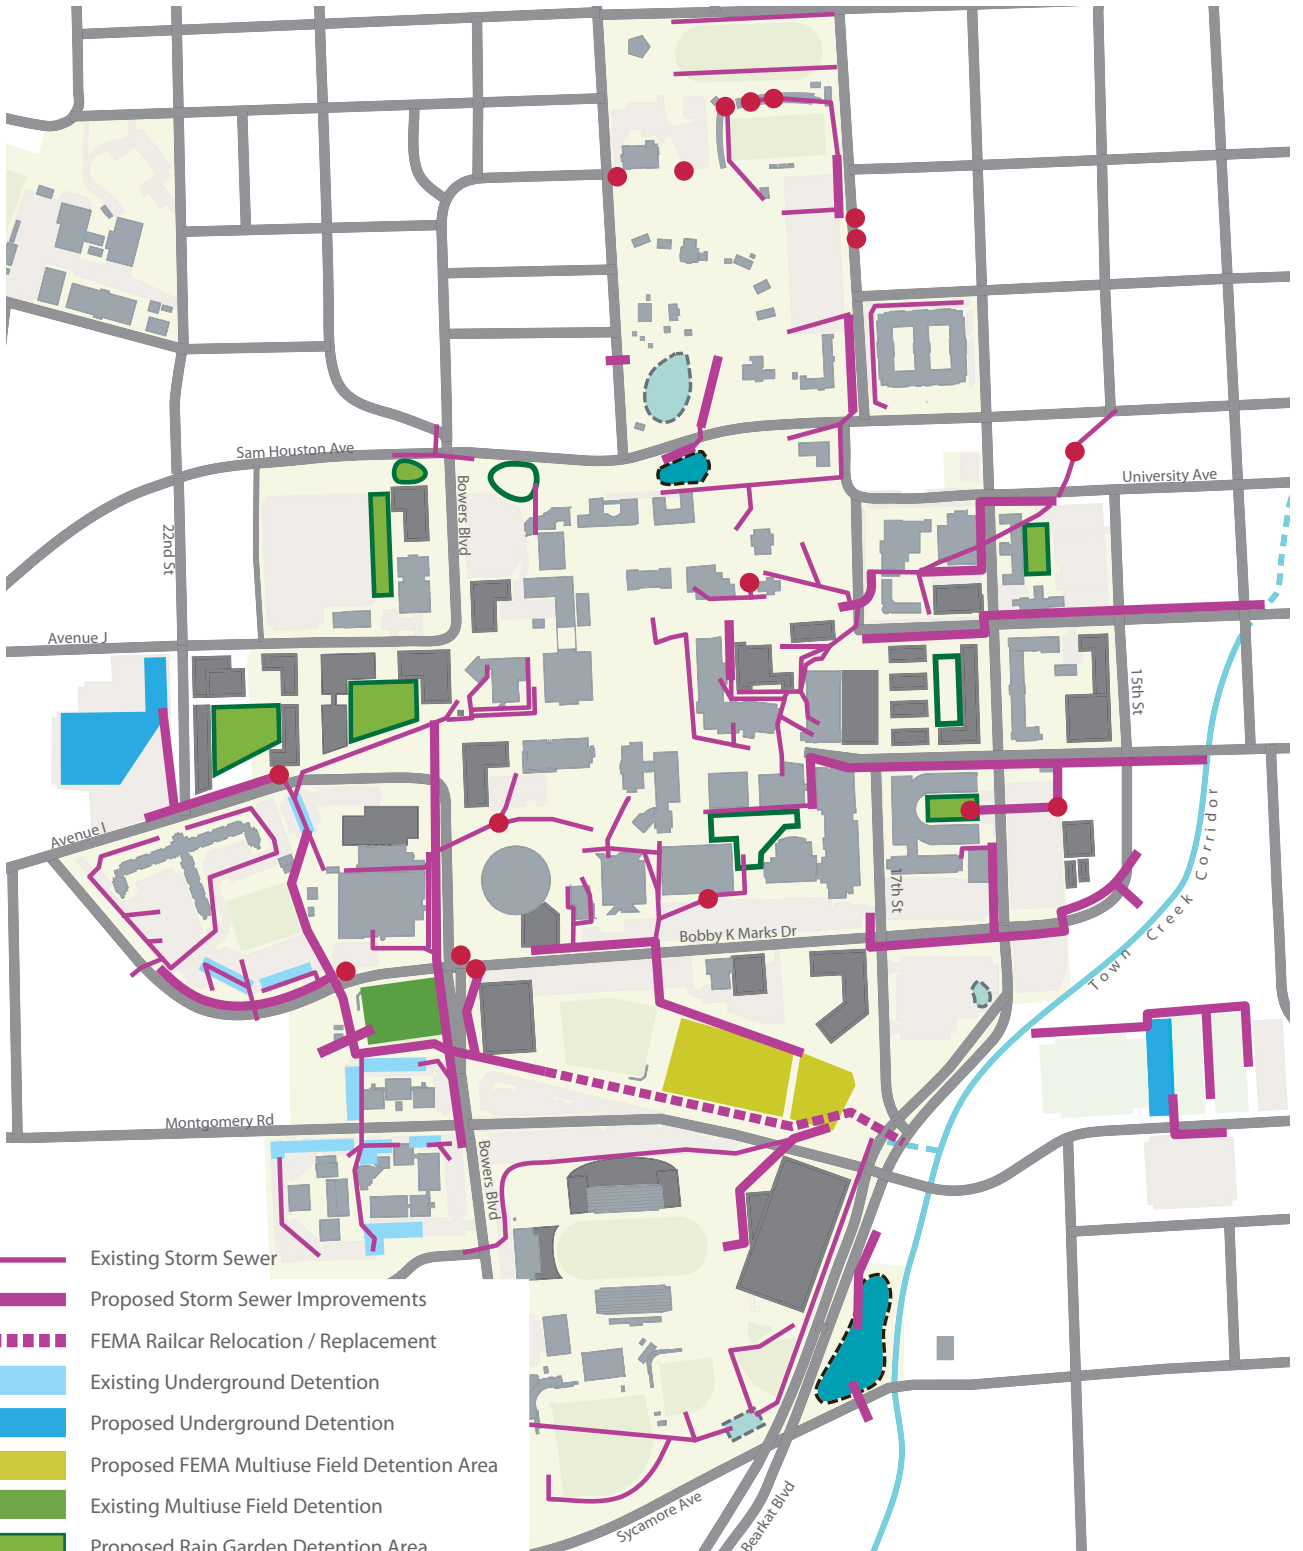 Sam Houston Ave
University Ave
Bowers Blvd
22nd St
Avenue J
15th St
Avenue I
17th St
Bobby K Marks Dr
Town Creek Corridor
Montgomery Rd
Bowers Blvd
Existing Storm Sewer
Proposed Storm Sewer Improvements
FEMA Railcar Relocation / Replacement
Existing Underground Detention
Proposed Underground Detention
Proposed FEMA Multiuse Field Detention Area
Existing Multiuse Field Detention
Proposed Rain Garden Detention Area
Sycamore Ave
Bearkat Blvd